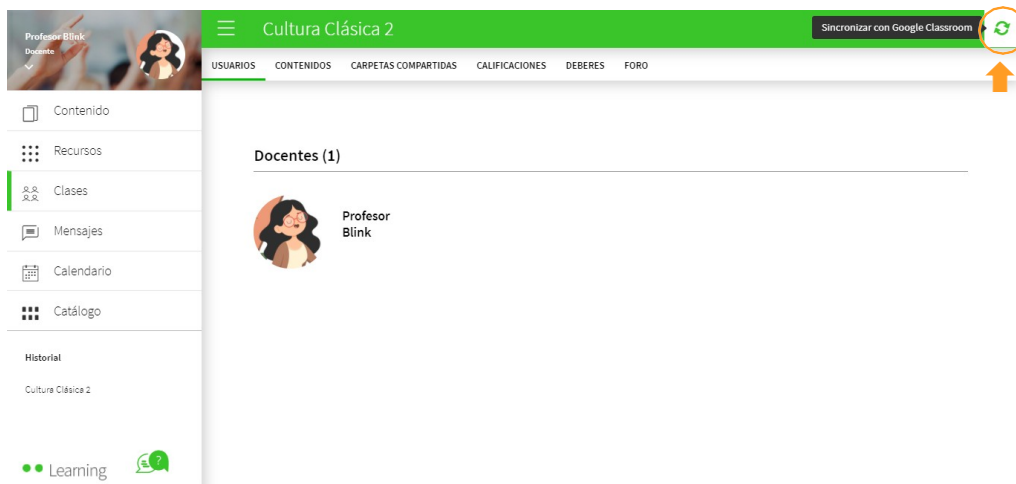 Profesor Blink
Docente
Cultura Clásica 2
Sincronizar con Google Classroom
USUARIOS CONTENIDOS CARPETAS COMPARTIDAS CALIFICACIONES DEBERES FORO
Contenido
Recursos
Clases
Mensajes
Calendario
Catálogo
Historial
Cultura Clásica 2
Learning
?
Docentes (1)
Profesor
Blink